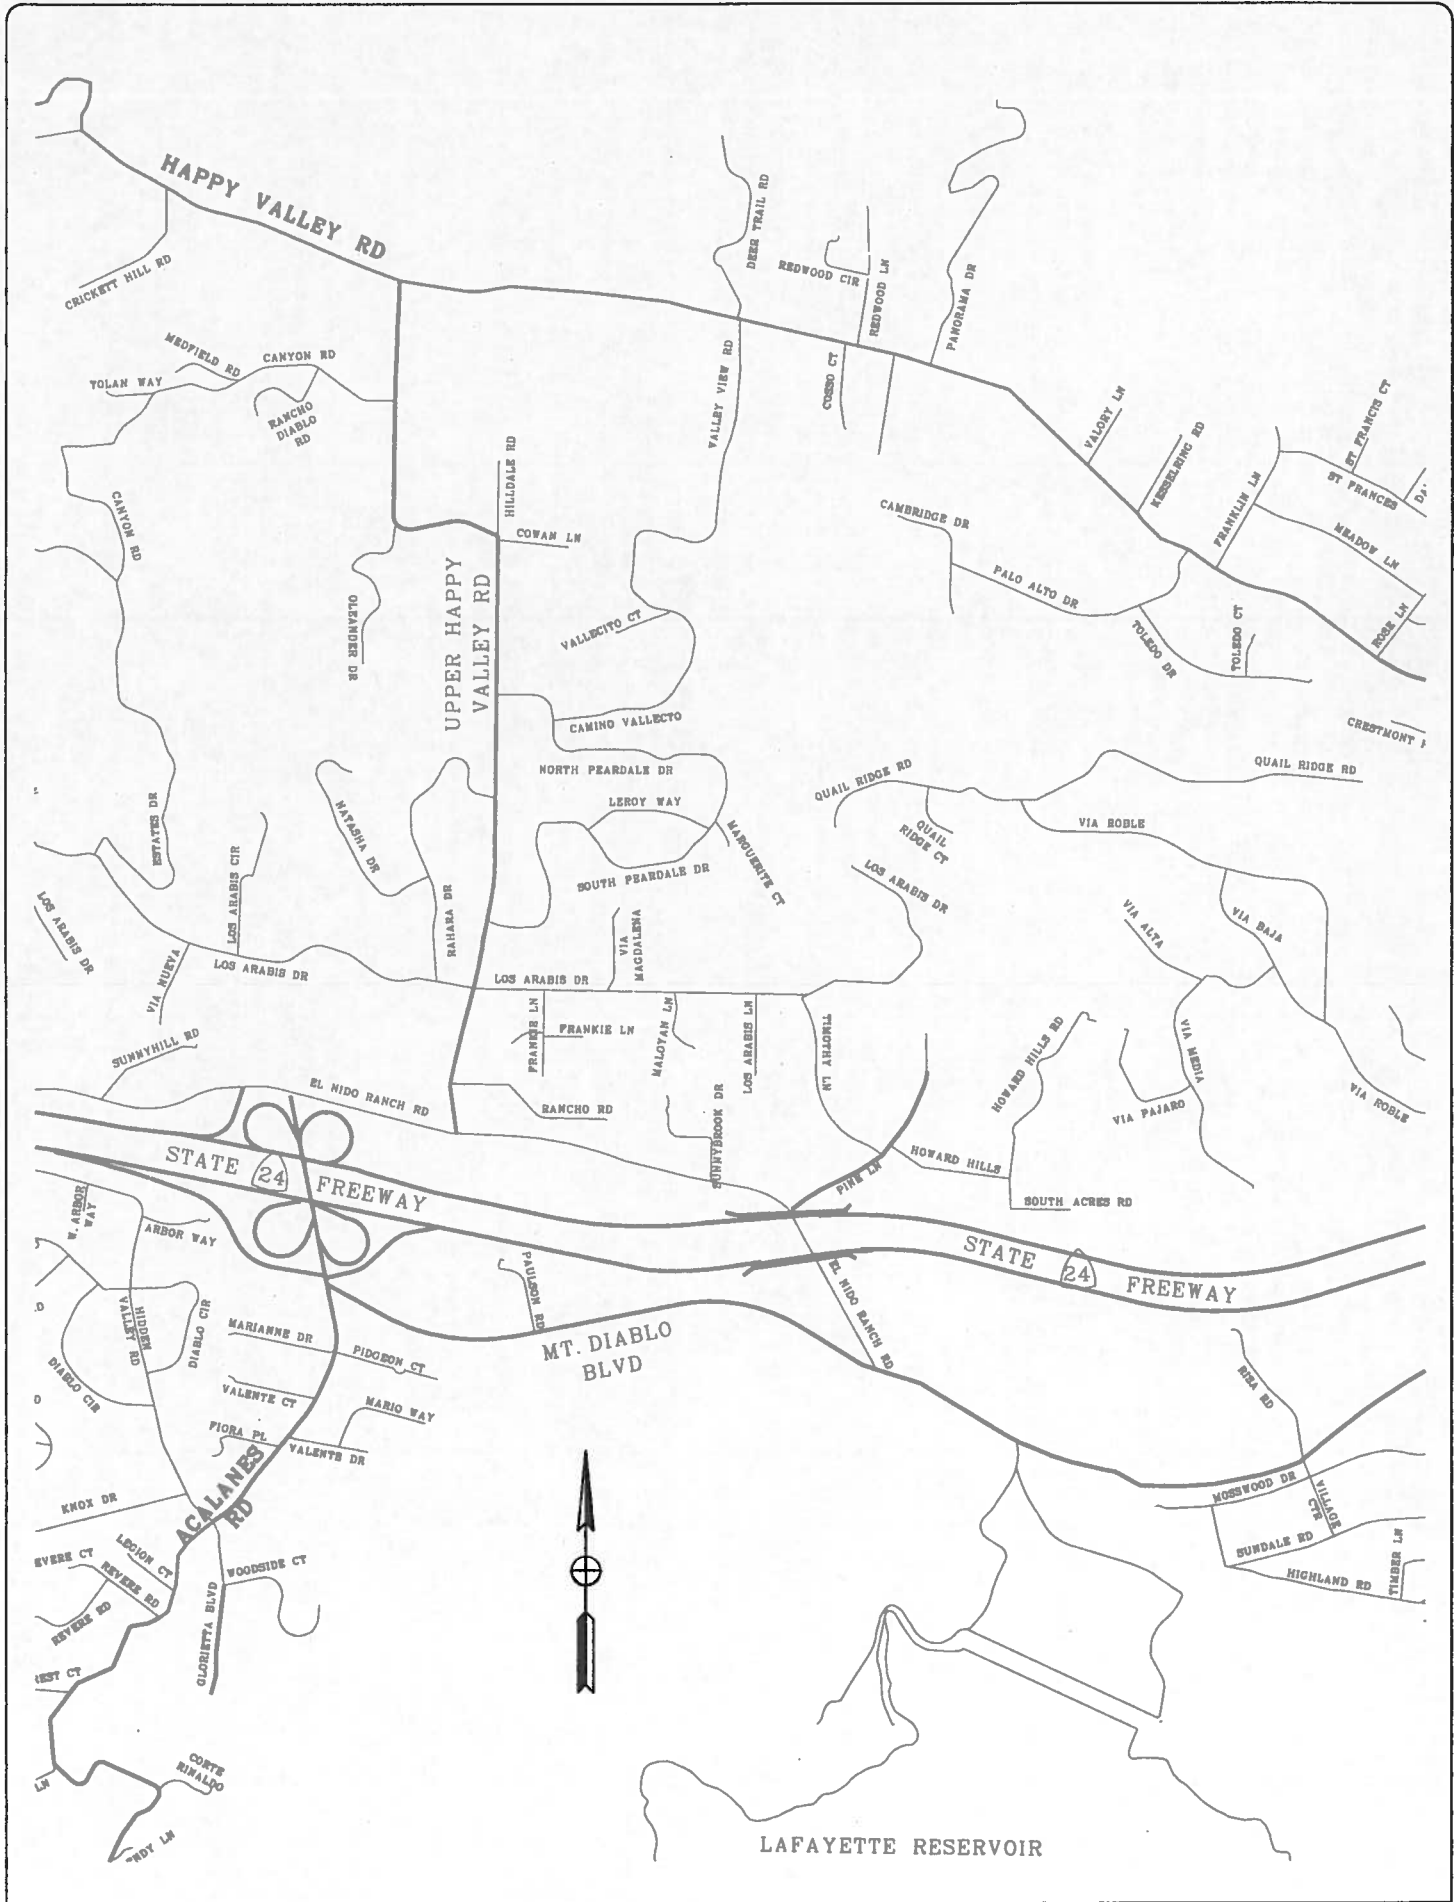 HAPPY VALLEY RD
CRICKETT HILL RD
DEER TRAIL RD
REDWOOD CIR
REDWOOD LN
PANORAMA DR
MEDFIELD RD
CANYON RD
TOLAN WAY
RANCHO
DIABLO
RD
VALLEY VIEW RD
COSSO CT
VALORY LN
KESSELRING RD
ST FRANCIS CT
ST FRANCES
FRANKLIN LN
MEADOW LN
ROSE LN
CANYON RD
HILLDALE RD
COWAN LN
CAMBRIDGE DR
PALO ALTO DR
TOLEDO DR
TOLEDO CT
OLEANDER DR
UPPER HAPPY
VALLEY RD
VALLECITO CT
CAMINO VALLECTO
NORTH PEARDALE DR
LEROY WAY
SOUTH PEARDALE DR
MARGUERITE CT
QUAIL RIDGE RD
QUAIL
RIDGE CT
QUAIL RIDGE RD
CRESTMONT
VIA ROBLE
LOS ARABIS DR
ESTATES DR
NATASHA DR
LOS ARABIS CIR
RAHARA DR
LOS ARABIS DR
VIA NUEVA
LOS ARABIS DR
LOS ARABIS DR
VIA
MAGDALENA
VIA ALTA
VIA BAJA
VIA MEDIA
VIA PAJARO
VIA ROBLE
SUNNYHILL RD
FRANKIE LN
FRANKIE LN
MALOYAN LN
LOS ARABIS LN
TIMOTHY LN
HOWARD HILLS RD
EL NIDO RANCH RD
RANCHO RD
SUNNYBROOK DR
HOWARD HILLS
PINE LN
SOUTH ACRES RD
STATE
24
FREEWAY
STATE
24
FREEWAY
W. ARBOR
WAY
ARBOR WAY
PAULSON RD
EL NIDO RANCH RD
MT. DIABLO
BLVD
HIDDEN
VALLEY RD
DIABLO CIR
DIABLO CIR
MARIANNE DR
PIDGEON CT
VALENTE CT
MARIO WAY
FIORA PL
VALENTE DR
RISA RD
ACALANES
RD
KNOX DR
MOSSWOOD DR
VILLAGE
CTR
SUNDALE RD
HIGHLAND RD
TIMBER LN
EVERE CT
LEGION CT
REVERE RD
REVERE RD
WOODSIDE CT
GLORIETTA BLVD
EST CT
CORTE
RINALDO
LN
NDY LN
LAFAYETTE RESERVOIR